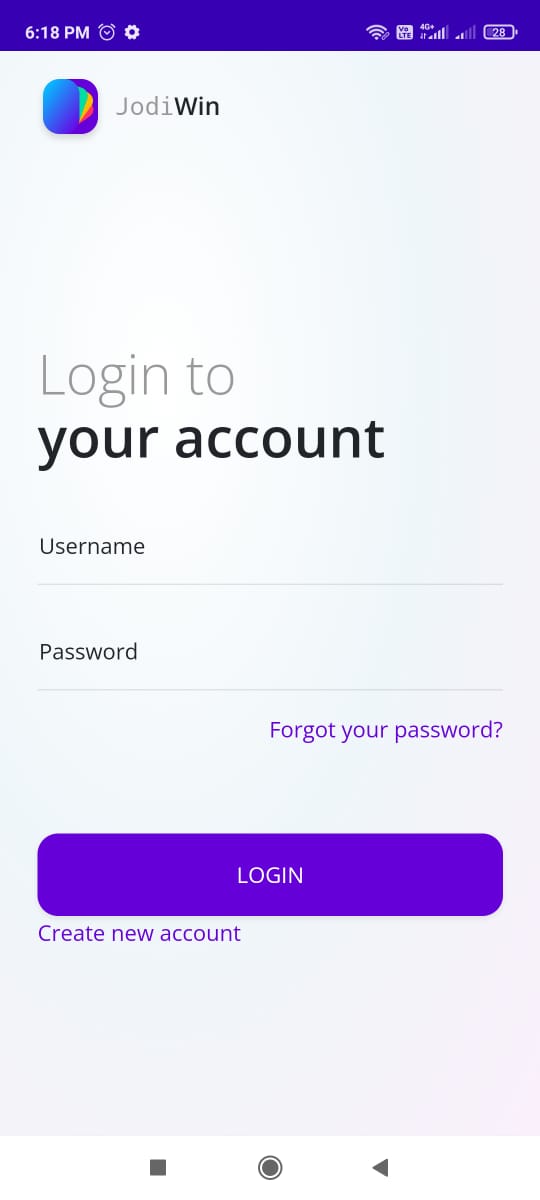 6:18 PM
Vo LTE 4G+ 28
JodiWin
Login to
your account
Username
Password
Forgot your password?
LOGIN
Create new account